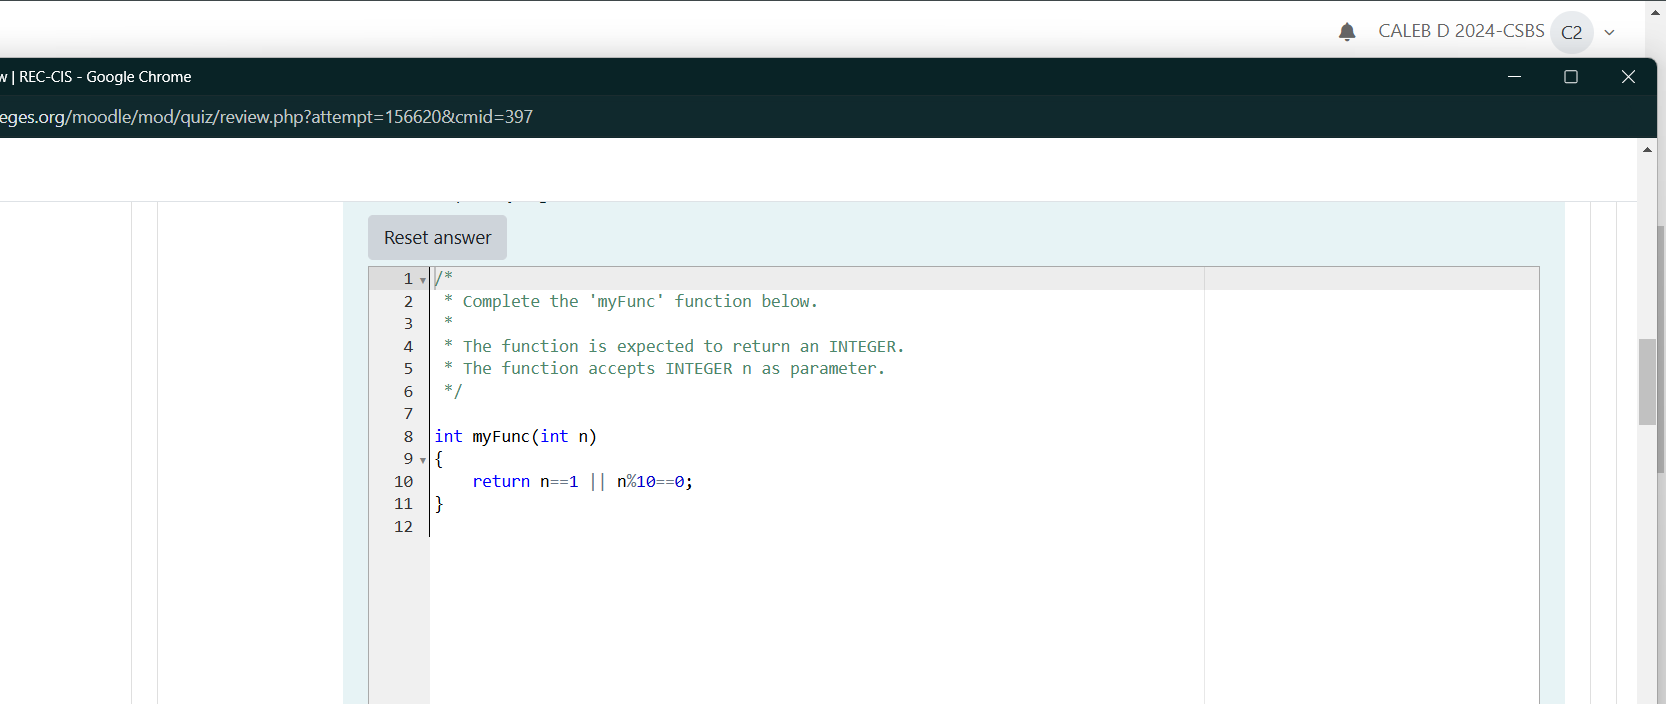 CALEB D 2024-CSBS C2
w | REC-CIS - Google Chrome
eges.org/moodle/mod/quiz/review.php?attempt=156620&cmid=397
Reset answer
1 /*
2 * Complete the 'myFunc' function below.
3 *
4 * The function is expected to return an INTEGER.
5 * The function accepts INTEGER n as parameter.
6 */
7
8 int myFunc(int n)
9 {
10 return n==1 || n%10==0;
11 }
12